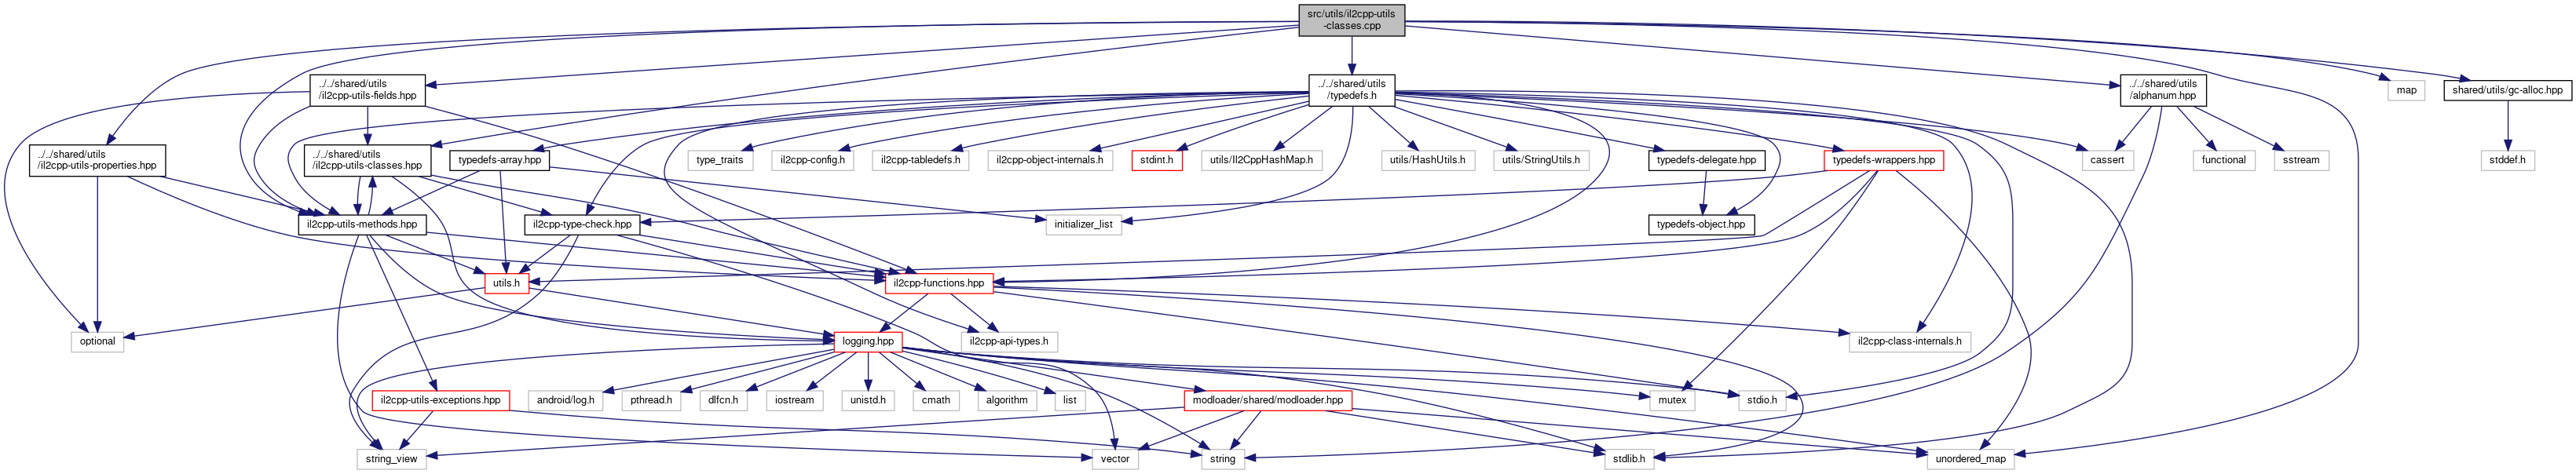 src/utils/il2cpp-utils
-classes.cpp
../../shared/utils
/il2cpp-utils-fields.hpp
../../shared/utils
/typedefs.h
../../shared/utils
/alphanum.hpp
map
shared/utils/gc-alloc.hpp
../../shared/utils
/il2cpp-utils-properties.hpp
../../shared/utils
/il2cpp-utils-classes.hpp
typedefs-array.hpp
type_traits
il2cpp-config.h
il2cpp-tabledefs.h
il2cpp-object-internals.h
stdint.h
utils/Il2CppHashMap.h
utils/HashUtils.h
utils/StringUtils.h
typedefs-delegate.hpp
typedefs-wrappers.hpp
cassert
functional
sstream
stddef.h
il2cpp-utils-methods.hpp
il2cpp-type-check.hpp
initializer_list
typedefs-object.hpp
utils.h
il2cpp-functions.hpp
optional
logging.hpp
il2cpp-api-types.h
il2cpp-class-internals.h
il2cpp-utils-exceptions.hpp
android/log.h
pthread.h
dlfcn.h
iostream
unistd.h
cmath
algorithm
list
modloader/shared/modloader.hpp
mutex
stdio.h
string_view
vector
string
stdlib.h
unordered_map